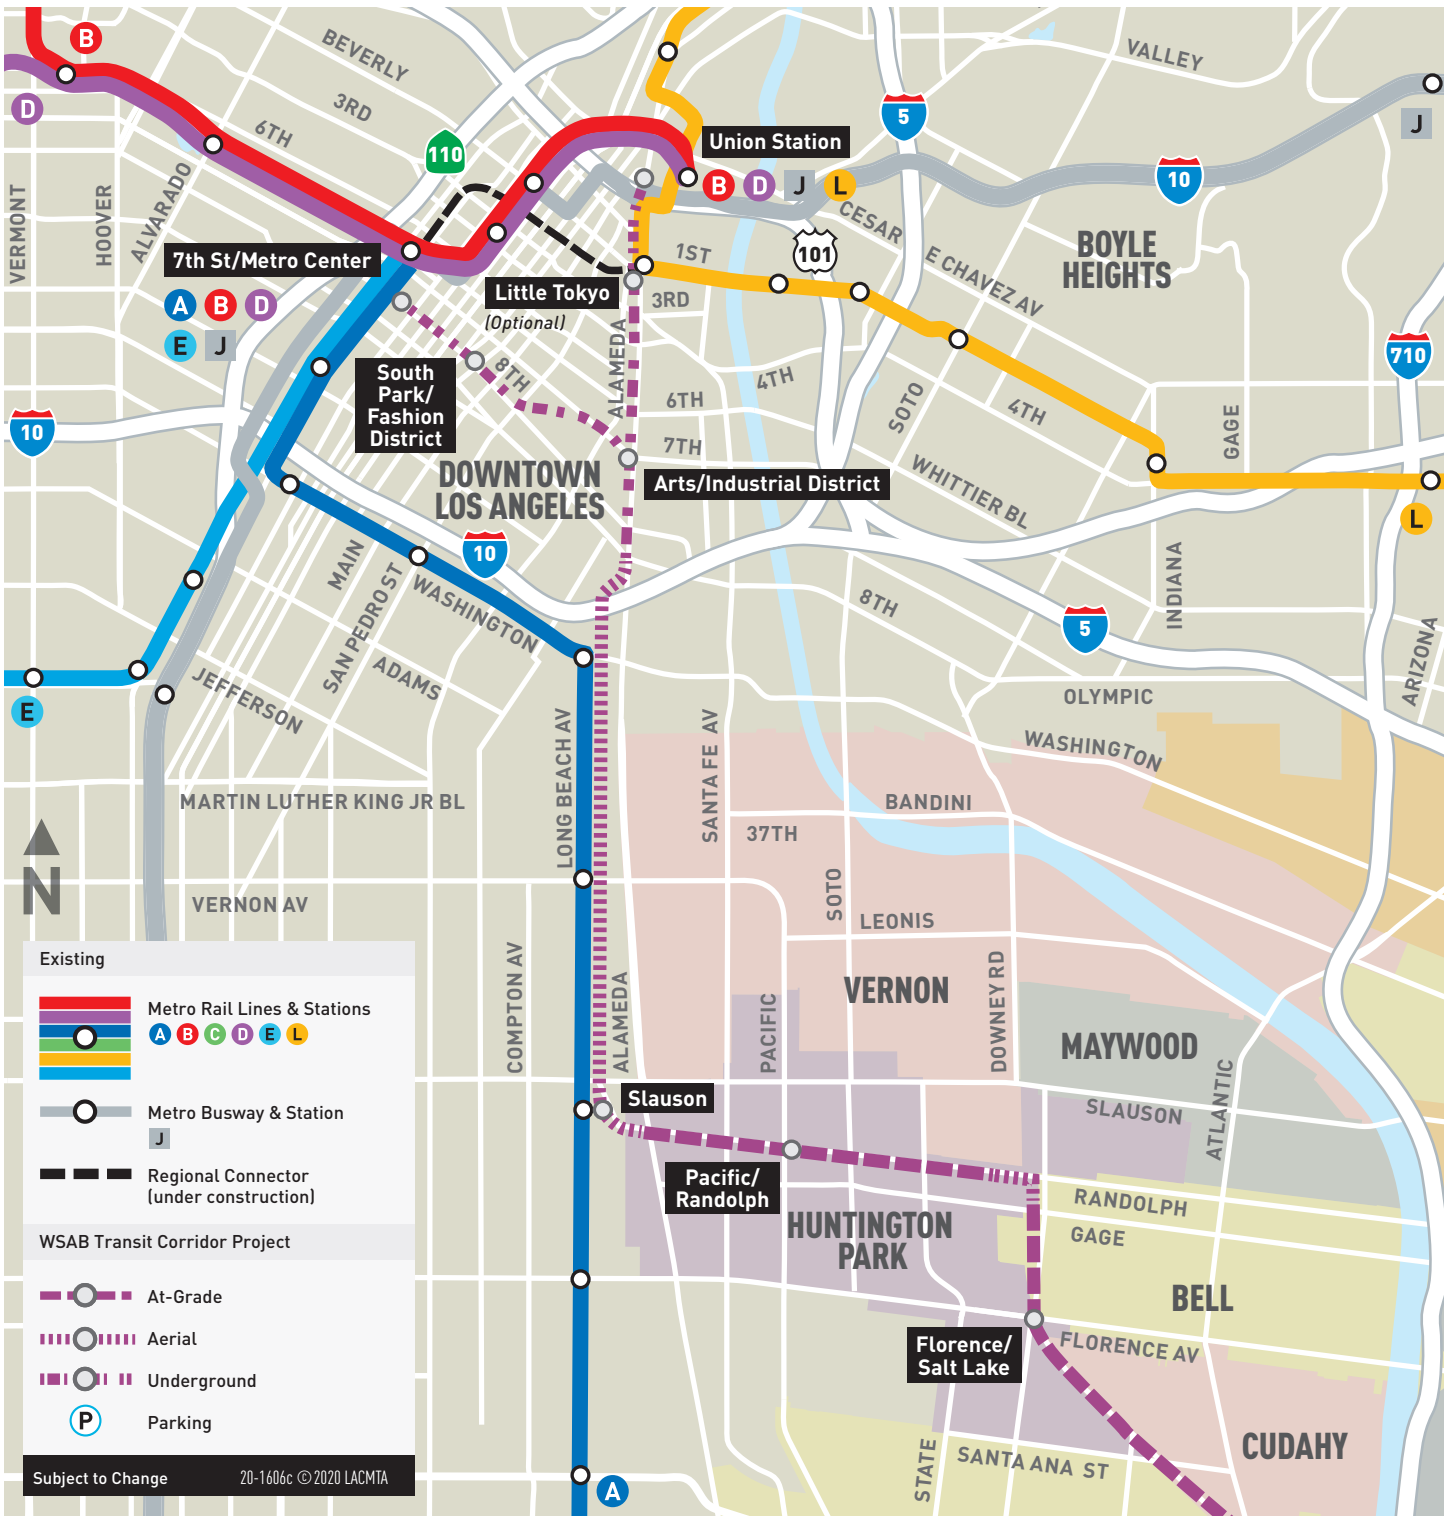 B
D
BEVERLY
3RD
6TH
110
VALLEY
5
J
10
Union Station
B D J L
VERMONT
HOOVER
ALVARADO
7th St/Metro Center
A B D
E J
CESAR
E CHAVEZ AV
101
1ST
3RD
BOYLE
HEIGHTS
Little Tokyo
(Optional)
ALAMEDA
8TH
South
Park/
Fashion
District
4TH
6TH
7TH
SOTO
4TH
GAGE
710
10
DOWNTOWN
LOS ANGELES
Arts/Industrial District
WHITTIER BL
L
10
MAIN
SAN PEDRO ST
WASHINGTON
ADAMS
JEFFERSON
8TH
5
INDIANA
ARIZONA
E
OLYMPIC
WASHINGTON
LONG BEACH AV
SANTA FE AV
MARTIN LUTHER KING JR BL
BANDINI
37TH
N
VERNON AV
SOTO
LEONIS
COMPTON AV
ALAMEDA
PACIFIC
VERNON
DOWNEY RD
MAYWOOD
ATLANTIC
SLAUSON
Slauson
Pacific/
Randolph
RANDOLPH
GAGE
HUNTINGTON
PARK
BELL
Florence/
Salt Lake
FLORENCE AV
CUDAHY
STATE
SANTA ANA ST
A
Existing
Metro Rail Lines & Stations
A B C D E L
Metro Busway & Station
J
Regional Connector
(under construction)
WSAB Transit Corridor Project
At-Grade
Aerial
Underground
P Parking
Subject to Change 20-1606c ©2020 LACMTA